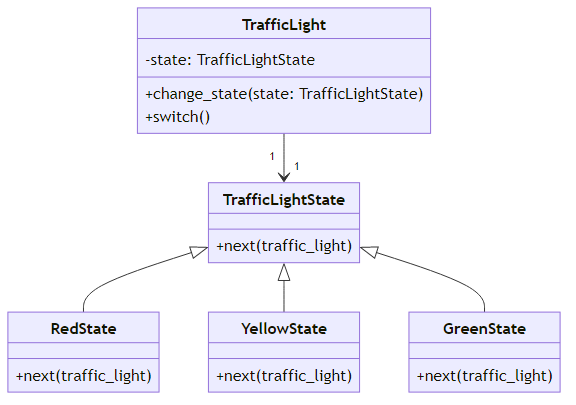 TrafficLight
-state: TrafficLightState
+change_state(state: TrafficLightState)
+switch()
1
1
TrafficLightState
+next(traffic_light)
RedState
+next(traffic_light)
YellowState
+next(traffic_light)
GreenState
+next(traffic_light)